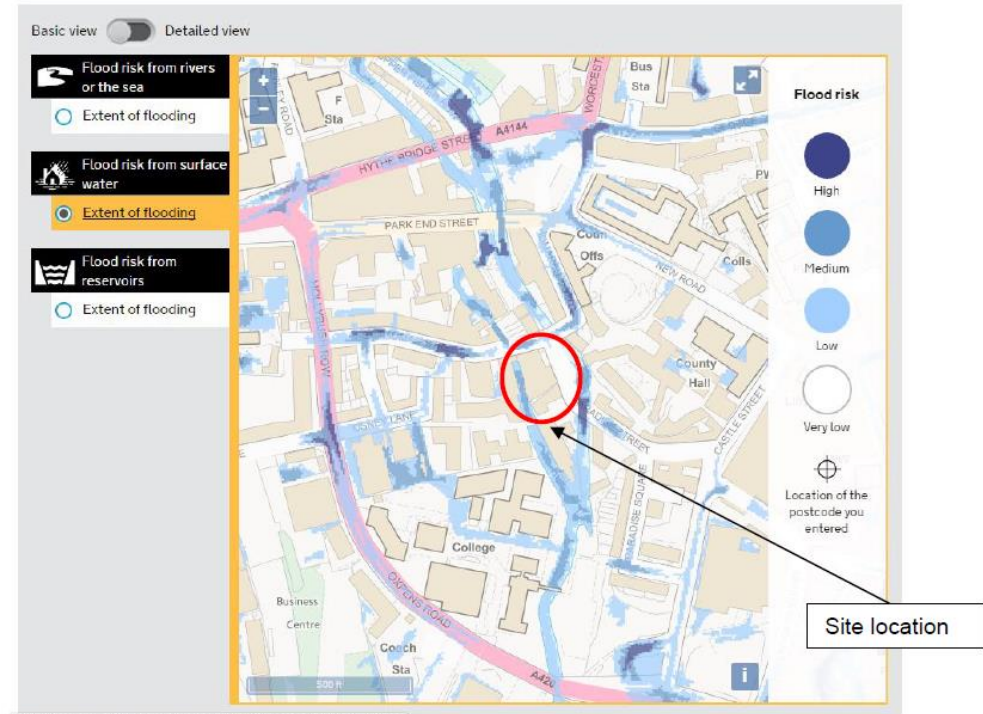 Basic view Detailed view
Flood risk from rivers
or the sea
Extent of flooding
Flood risk from surface
water
Extent of flooding
Flood risk from
reservoirs
Extent of flooding
+
−
F
Sta
Bus
Sta
A4144
HYTHE BRIDGE STREET
PARK END STREET
Offs
NEW ROAD
Colls
County
Hall
CASTLE STREET
PARADISE SQUARE
College
OXPENS ROAD
Business
Centre
Coach
Sta
A420
500 ft
i
Flood risk
High
Medium
Low
Very low
Location of the
postcode you
entered
Site location